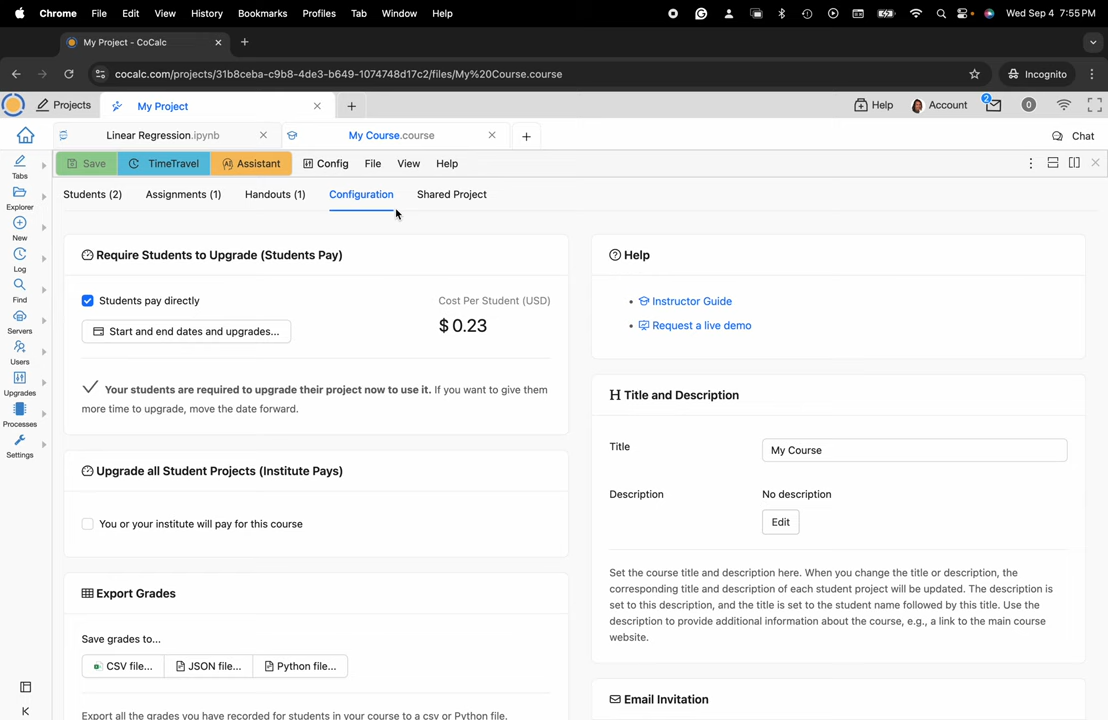 Chrome File Edit View History Bookmarks Profiles Tab Window Help Wed Sep 4 7:55 PM
My Project - CoCalc
cocalc.com/projects/31b8ceba-c9b8-4de3-b649-1074748d17c2/files/My%20Course.course Incognito
Projects My Project Help Account 2 0
Linear Regression.ipynb My Course.course Chat
Save TimeTravel Assistant Config File View Help
Tabs
Explorer
New
Log
Find
Servers
Users
Upgrades
Processes
Settings
Students (2) Assignments (1) Handouts (1) Configuration Shared Project
Require Students to Upgrade (Students Pay)
Students pay directly
Cost Per Student (USD)
Start and end dates and upgrades...
$ 0.23
Your students are required to upgrade their project now to use it. If you want to give them
more time to upgrade, move the date forward.
Upgrade all Student Projects (Institute Pays)
You or your institute will pay for this course
Export Grades
Save grades to...
CSV file... JSON file... Python file...
Export all the grades you have recorded for students in your course to a csv or Python file.
Help
• Instructor Guide
• Request a live demo
Title and Description
Title My Course
Description No description
Edit
Set the course title and description here. When you change the title or description, the
corresponding title and description of each student project will be updated. The description is
set to this description, and the title is set to the student name followed by this title. Use the
description to provide additional information about the course, e.g., a link to the main course
website.
Email Invitation